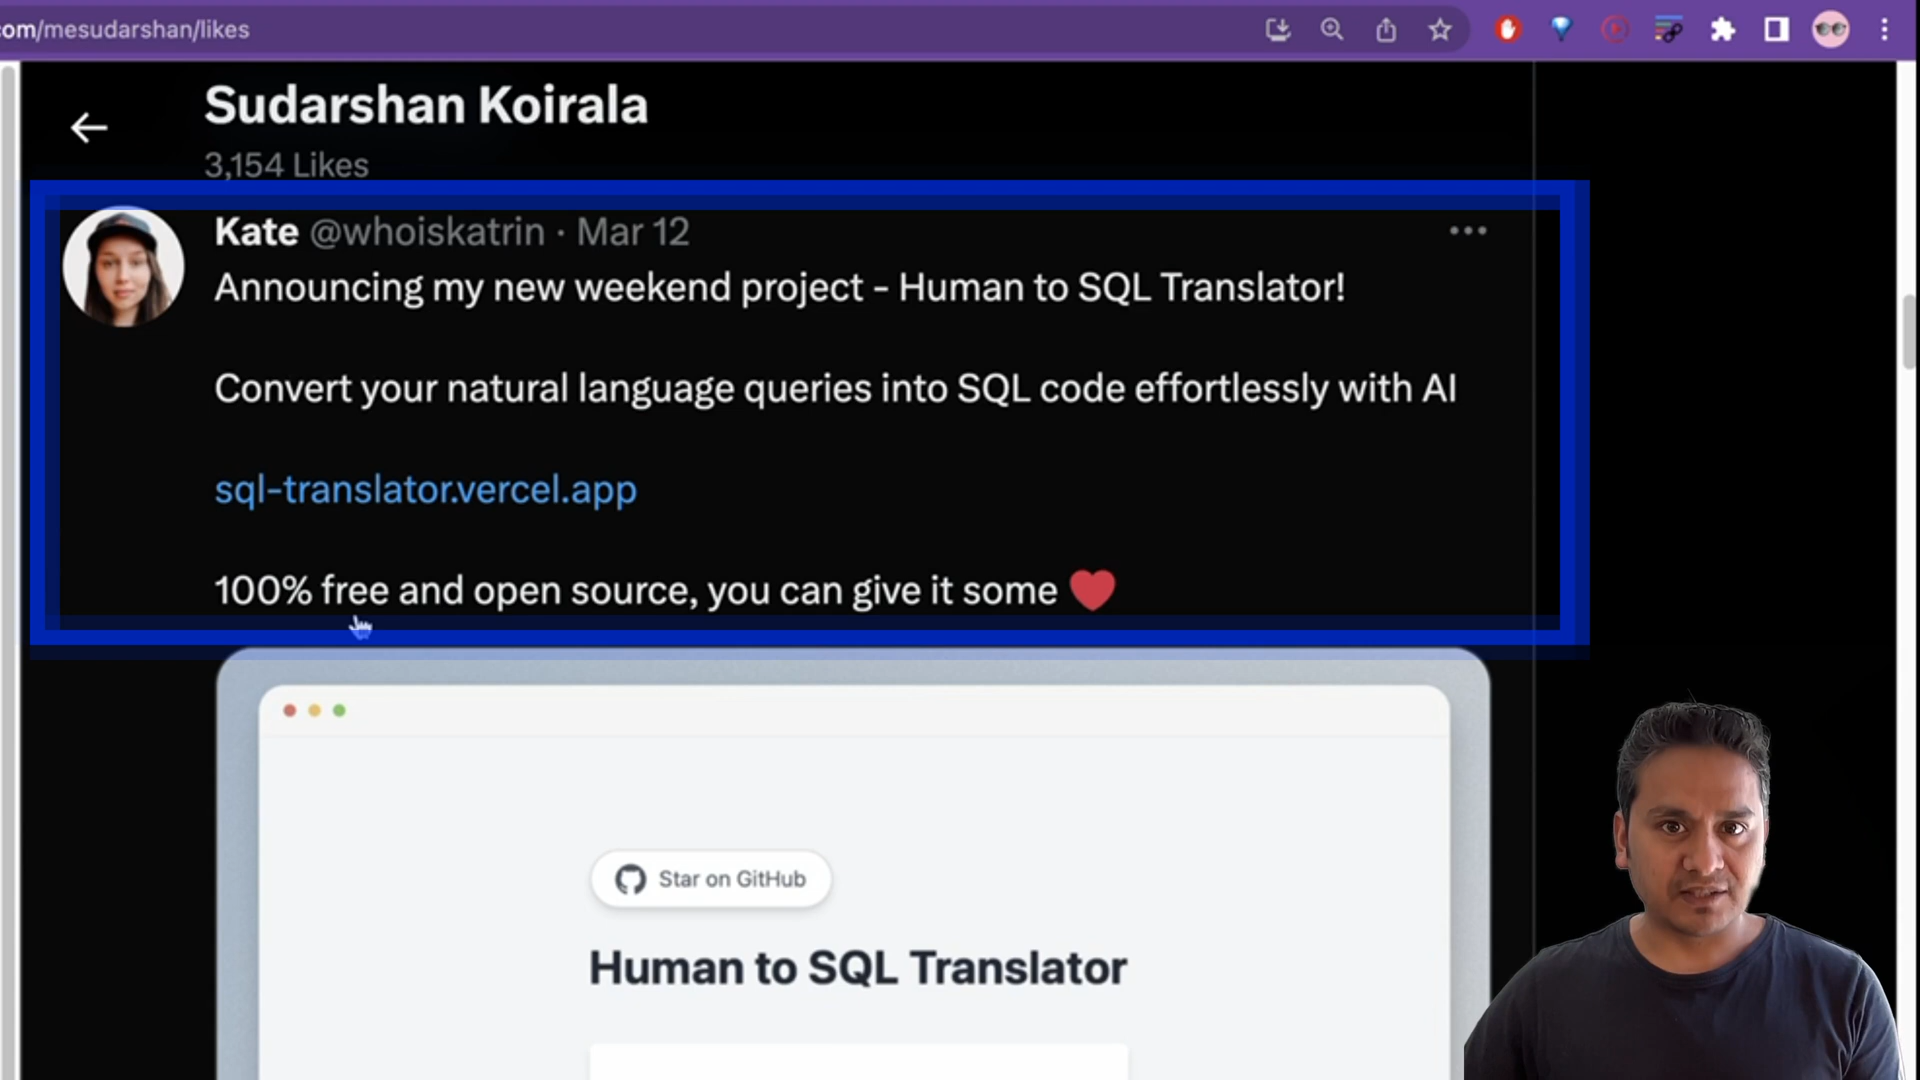 com/mesudarshan/likes
Sudarshan Koirala
3,154 Likes
Kate @whoiskatrin · Mar 12
Announcing my new weekend project - Human to SQL Translator!
Convert your natural language queries into SQL code effortlessly with AI
sql-translator.vercel.app
100% free and open source, you can give it some ❤️
Star on GitHub
Human to SQL Translator